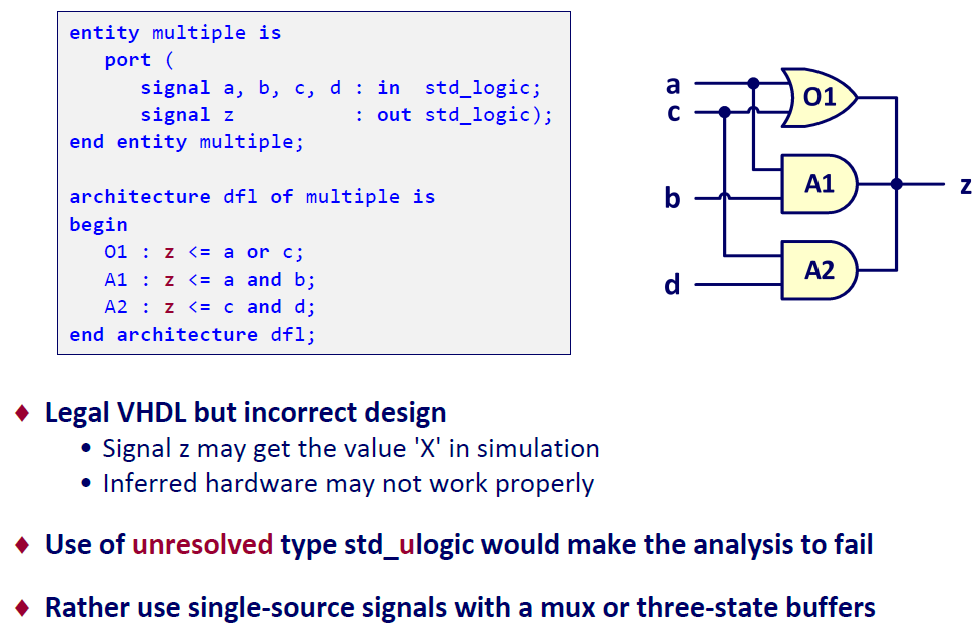 entity multiple is
port (
signal a, b, c, d : in std_logic;
signal z : out std_logic);
end entity multiple;
architecture dfl of multiple is
begin
O1 : z <= a or c;
A1 : z <= a and b;
A2 : z <= c and d;
end architecture dfl;
a
c
b
d
O1
A1
A2
z
♦ Legal VHDL but incorrect design
• Signal z may get the value 'X' in simulation
• Inferred hardware may not work properly
♦ Use of unresolved type std_ulogic would make the analysis to fail
♦ Rather use single-source signals with a mux or three-state buffers